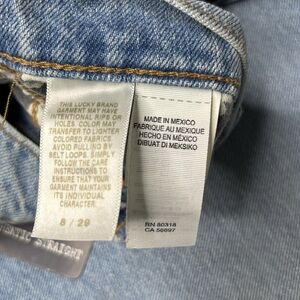 THIS LUCKY BRAND
GARMENT MAY HAVE
INTENTIONAL RIPS OR
HOLES. COLOR MAY
TRANSFER TO LIGHTER
COLORED FABRICS
AVOID PULLING BY
BELT LOOPS. SIMPLY
FOLLOW THE CARE
INSTRUCTIONS TO
ENSURE THAT YOUR
GARMENT MAINTAINS
ITS INDIVIDUAL
CHARACTER.
8 / 29
MADE IN MEXICO
FABRIQUE AU MEXIQUE
HECHO EN MÉXICO
DIBUAT DI MEKSIKO
RN 80318
CA 56697
STRAIGHT